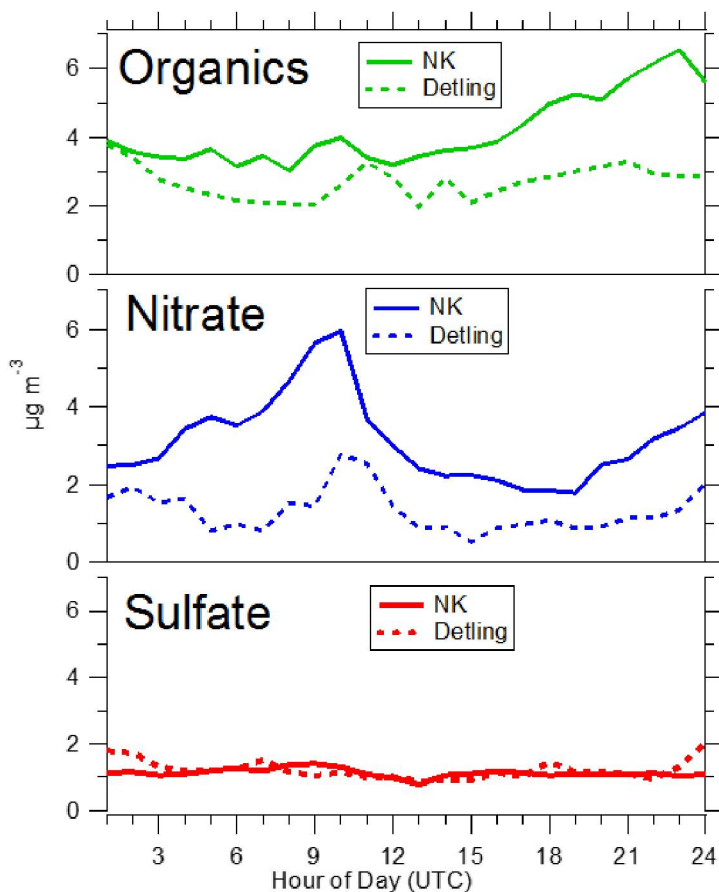 Organics
NK
Detling
6
4
2
0
Nitrate
NK
Detling
6
4
2
0
µg m⁻³
Sulfate
NK
Detling
6
4
2
0
3 6 9 12 15 18 21 24
Hour of Day (UTC)